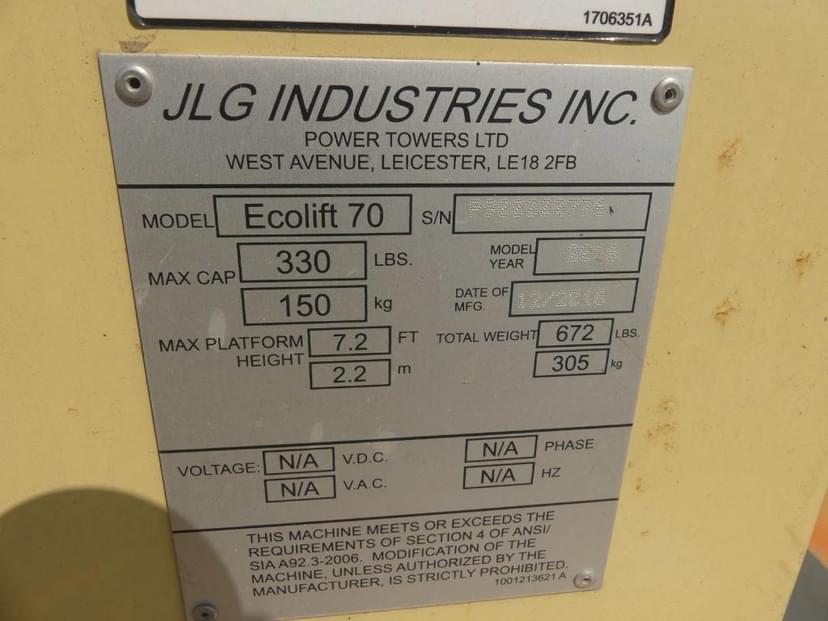 1706351A
JLG INDUSTRIES INC.
POWER TOWERS LTD
WEST AVENUE, LEICESTER, LE18 2FB
MODEL Ecolift 70 S/N
MAX CAP 330 LBS. MODEL YEAR
150 kg DATE OF MFG. 12/2016
MAX PLATFORM HEIGHT 7.2 FT TOTAL WEIGHT 672 LBS.
2.2 m 305 kg
VOLTAGE: N/A V.D.C. N/A PHASE
N/A V.A.C. N/A HZ
THIS MACHINE MEETS OR EXCEEDS THE
REQUIREMENTS OF SECTION 4 OF ANSI/
SIA A92.3-2006. MODIFICATION OF THE
MACHINE, UNLESS AUTHORIZED BY THE
MANUFACTURER, IS STRICTLY PROHIBITED.
1001213621 A